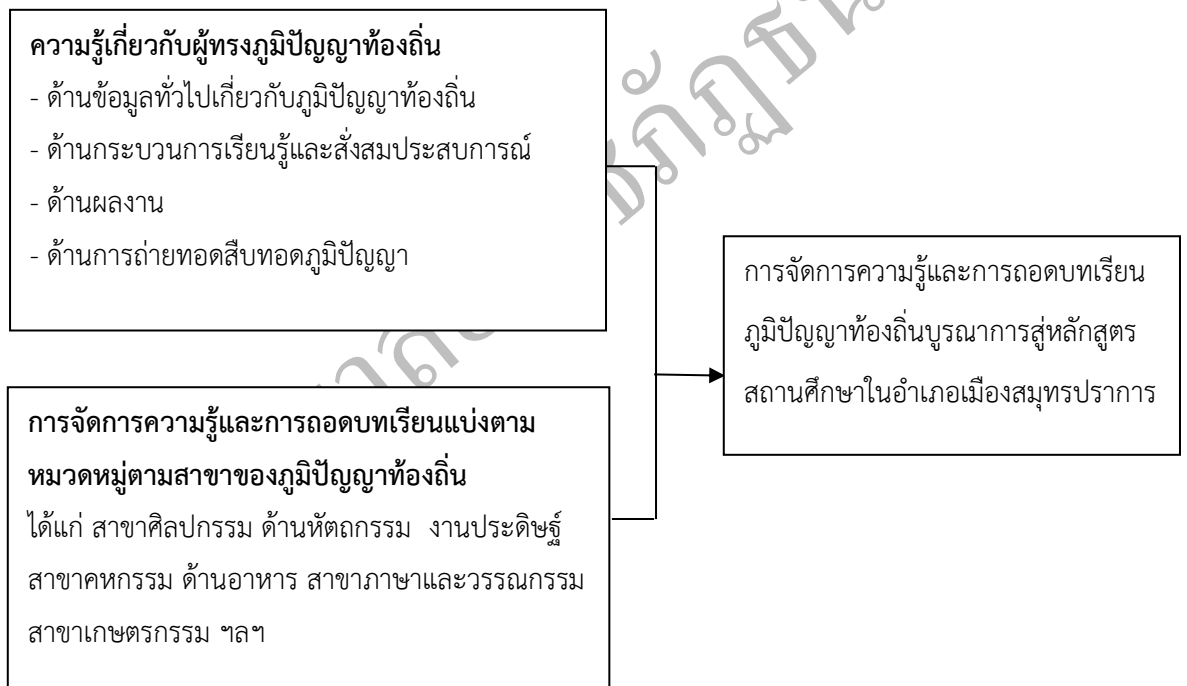 ความรู้เกี่ยวกับผู้ทรงภูมิปัญญาท้องถิ่น
- ด้านข้อมูลทั่วไปเกี่ยวกับภูมิปัญญาท้องถิ่น
- ด้านกระบวนการเรียนรู้และสั่งสมประสบการณ์
- ด้านผลงาน
- ด้านการถ่ายทอดสืบทอดภูมิปัญญา
การจัดการความรู้และการถอดบทเรียนแบ่งตาม
หมวดหมู่ตามสาขาของภูมิปัญญาท้องถิ่น
ได้แก่ สาขาศิลปกรรม ด้านหัตถกรรม งานประดิษฐ์
สาขาคหกรรม ด้านอาหาร สาขาภาษาและวรรณกรรม
สาขาเกษตรกรรม ฯลฯ
การจัดการความรู้และการถอดบทเรียน
ภูมิปัญญาท้องถิ่นบูรณาการสู่หลักสูตร
สถานศึกษาในอำเภอเมืองสมุทรปราการ